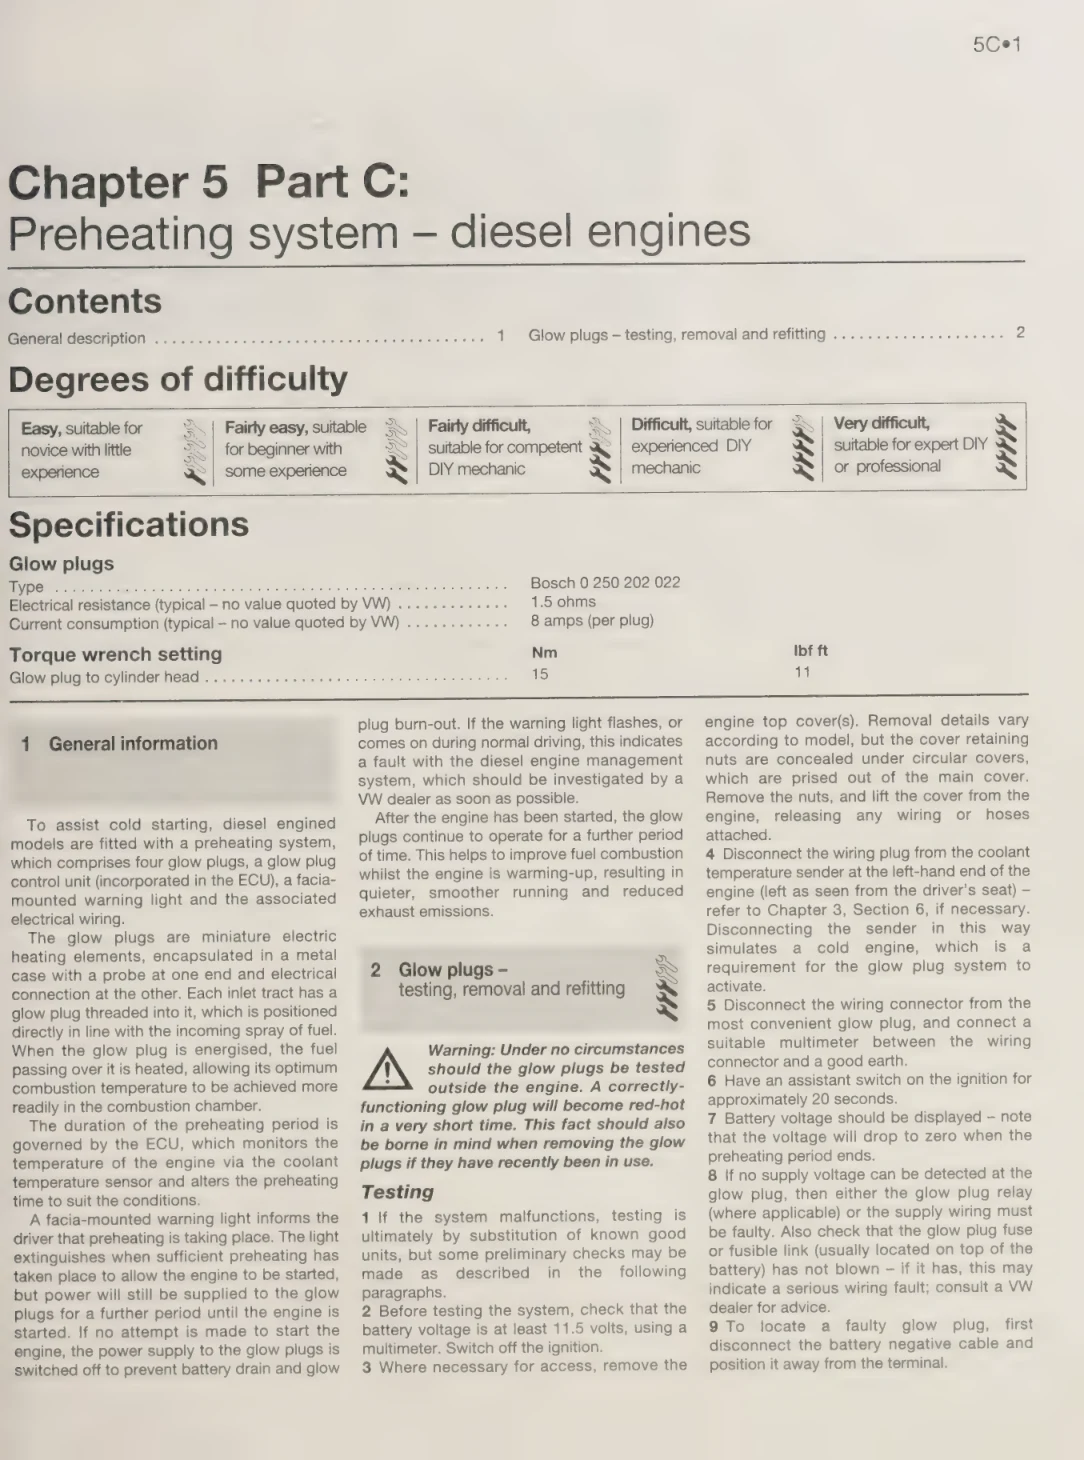 5C•1
Chapter 5 Part C:
Preheating system – diesel engines
Contents
General description ...................................... 1
Glow plugs – testing, removal and refitting .................... 2
Degrees of difficulty
Easy, suitable for
novice with little
experience
Fairly easy, suitable
for beginner with
some experience
Fairly difficult,
suitable for competent
DIY mechanic
Difficult, suitable for
experienced DIY
mechanic
Very difficult,
suitable for expert DIY
or professional
Specifications
Glow plugs
Type ..................................................... Bosch 0 250 202 022
Electrical resistance (typical – no value quoted by VW) ............. 1.5 ohms
Current consumption (typical – no value quoted by VW) ............ 8 amps (per plug)
Torque wrench setting Nm lbf ft
Glow plug to cylinder head ................................... 15 11
1 General information
To assist cold starting, diesel engined
models are fitted with a preheating system,
which comprises four glow plugs, a glow plug
control unit (incorporated in the ECU), a facia-
mounted warning light and the associated
electrical wiring.
The glow plugs are miniature electric
heating elements, encapsulated in a metal
case with a probe at one end and electrical
connection at the other. Each inlet tract has a
glow plug threaded into it, which is positioned
directly in line with the incoming spray of fuel.
When the glow plug is energised, the fuel
passing over it is heated, allowing its optimum
combustion temperature to be achieved more
readily in the combustion chamber.
The duration of the preheating period is
governed by the ECU, which monitors the
temperature of the engine via the coolant
temperature sensor and alters the preheating
time to suit the conditions.
A facia-mounted warning light informs the
driver that preheating is taking place. The light
extinguishes when sufficient preheating has
taken place to allow the engine to be started,
but power will still be supplied to the glow
plugs for a further period until the engine is
started. If no attempt is made to start the
engine, the power supply to the glow plugs is
switched off to prevent battery drain and glow
plug burn-out. If the warning light flashes, or
comes on during normal driving, this indicates
a fault with the diesel engine management
system, which should be investigated by a
VW dealer as soon as possible.
After the engine has been started, the glow
plugs continue to operate for a further period
of time. This helps to improve fuel combustion
whilst the engine is warming-up, resulting in
quieter, smoother running and reduced
exhaust emissions.
2 Glow plugs –
testing, removal and refitting
Warning: Under no circumstances
should the glow plugs be tested
outside the engine. A correctly-
functioning glow plug will become red-hot
in a very short time. This fact should also
be borne in mind when removing the glow
plugs if they have recently been in use.
Testing
1 If the system malfunctions, testing is
ultimately by substitution of known good
units, but some preliminary checks may be
made as described in the following
paragraphs.
2 Before testing the system, check that the
battery voltage is at least 11.5 volts, using a
multimeter. Switch off the ignition.
3 Where necessary for access, remove the
engine top cover(s). Removal details vary
according to model, but the cover retaining
nuts are concealed under circular covers,
which are prised out of the main cover.
Remove the nuts, and lift the cover from the
engine, releasing any wiring or hoses
attached.
4 Disconnect the wiring plug from the coolant
temperature sender at the left-hand end of the
engine (left as seen from the driver's seat) –
refer to Chapter 3, Section 6, if necessary.
Disconnecting the sender in this way
simulates a cold engine, which is a
requirement for the glow plug system to
activate.
5 Disconnect the wiring connector from the
most convenient glow plug, and connect a
suitable multimeter between the wiring
connector and a good earth.
6 Have an assistant switch on the ignition for
approximately 20 seconds.
7 Battery voltage should be displayed – note
that the voltage will drop to zero when the
preheating period ends.
8 If no supply voltage can be detected at the
glow plug, then either the glow plug relay
(where applicable) or the supply wiring must
be faulty. Also check that the glow plug fuse
or fusible link (usually located on top of the
battery) has not blown – if it has, this may
indicate a serious wiring fault; consult a VW
dealer for advice.
9 To locate a faulty glow plug, first
disconnect the battery negative cable and
position it away from the terminal.